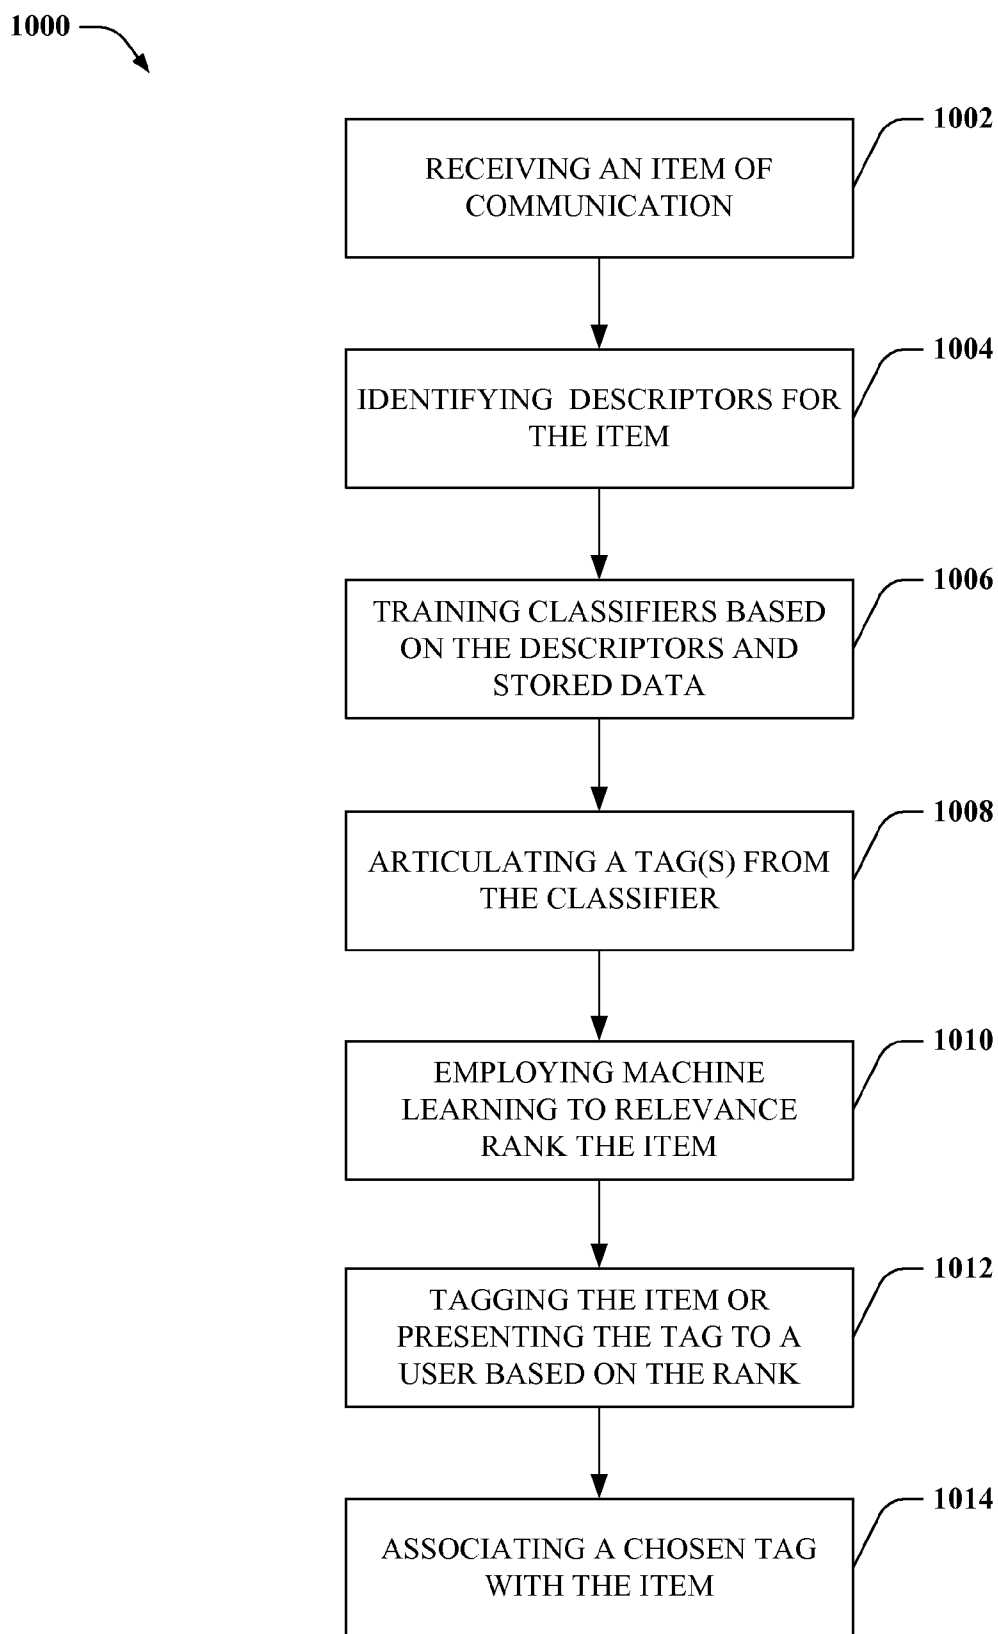 1000
1002
RECEIVING AN ITEM OF
COMMUNICATION
1004
IDENTIFYING DESCRIPTORS FOR
THE ITEM
1006
TRAINING CLASSIFIERS BASED
ON THE DESCRIPTORS AND
STORED DATA
1008
ARTICULATING A TAG(S) FROM
THE CLASSIFIER
1010
EMPLOYING MACHINE
LEARNING TO RELEVANCE
RANK THE ITEM
1012
TAGGING THE ITEM OR
PRESENTING THE TAG TO A
USER BASED ON THE RANK
1014
ASSOCIATING A CHOSEN TAG
WITH THE ITEM